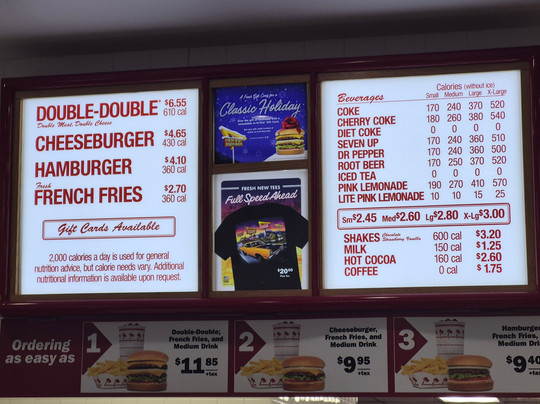 DOUBLE-DOUBLE® $6.55
Double Meat, Double Cheese 610 cal
CHEESEBURGER $4.65
430 cal
HAMBURGER $4.10
360 cal
Fresh
FRENCH FRIES $2.70
360 cal
Gift Cards Available
2,000 calories a day is used for general
nutrition advice, but calorie needs vary. Additional
nutritional information is available upon request.
Classic Holiday
FRESH NEW TEES
Full Speed Ahead
$20
Calories (without ice)
Beverages Small Medium Large X-Large
COKE 170 240 370 520
CHERRY COKE 180 260 380 540
DIET COKE 0 0 0 0
SEVEN UP 170 240 360 510
DR PEPPER 170 240 360 500
ROOT BEER 170 250 370 520
ICED TEA 0 0 0 0
PINK LEMONADE 190 270 410 570
LITE PINK LEMONADE 10 10 15 25
Sm$2.45 Med$2.60 Lg$2.80 X-Lg$3.00
SHAKES Chocolate Strawberry Vanilla 600 cal $3.20
MILK 150 cal $1.25
HOT COCOA 160 cal $2.60
COFFEE 0 cal $1.75
Ordering
as easy as
1
Double-Double,
French Fries, and
Medium Drink
$11.85
+tax
2
Cheeseburger,
French Fries, and
Medium Drink
$9.95
+tax
3
Hamburger
French Fries, and
Medium Drink
$9.40
+tax